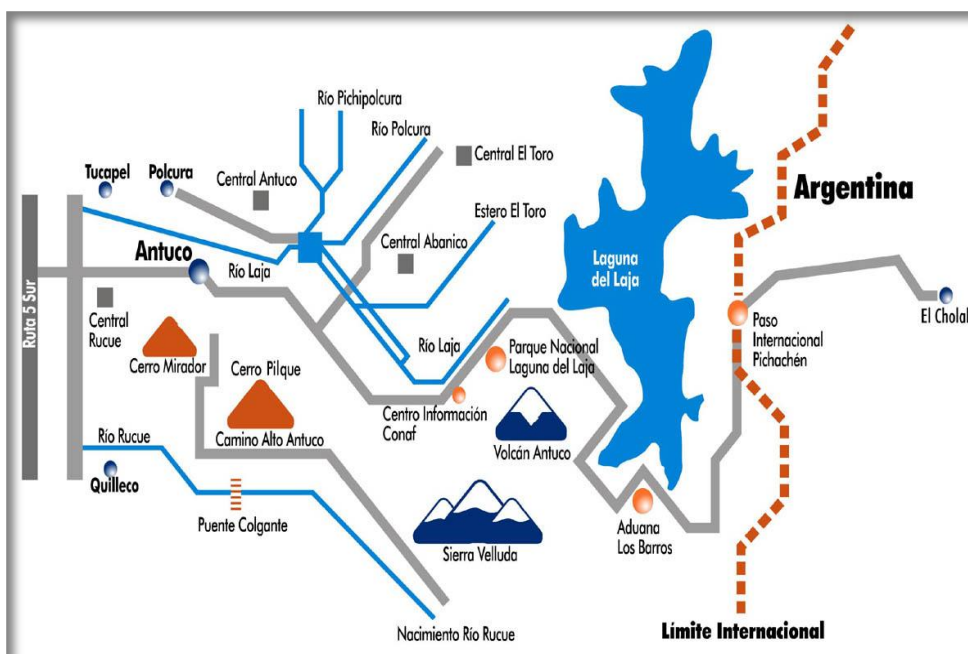 Río Pichipolcura
Río Polcura
Tucapel
Polcura
Central Antuco
Central El Toro
Estero El Toro
Argentina
Antuco
Central Abanico
Río Laja
Laguna
del Laja
Ruta 5 Sur
Central
Rucue
El Cholal
Paso
Internacional
Pichachén
Río Laja
Parque Nacional
Laguna del Laja
Cerro Mirador
Cerro Pilque
Centro Información
Conaf
Camino Alto Antuco
Río Rucue
Volcán Antuco
Quilleco
Puente Colgante
Sierra Velluda
Aduana
Los Barros
Nacimiento Río Rucue
Límite Internacional